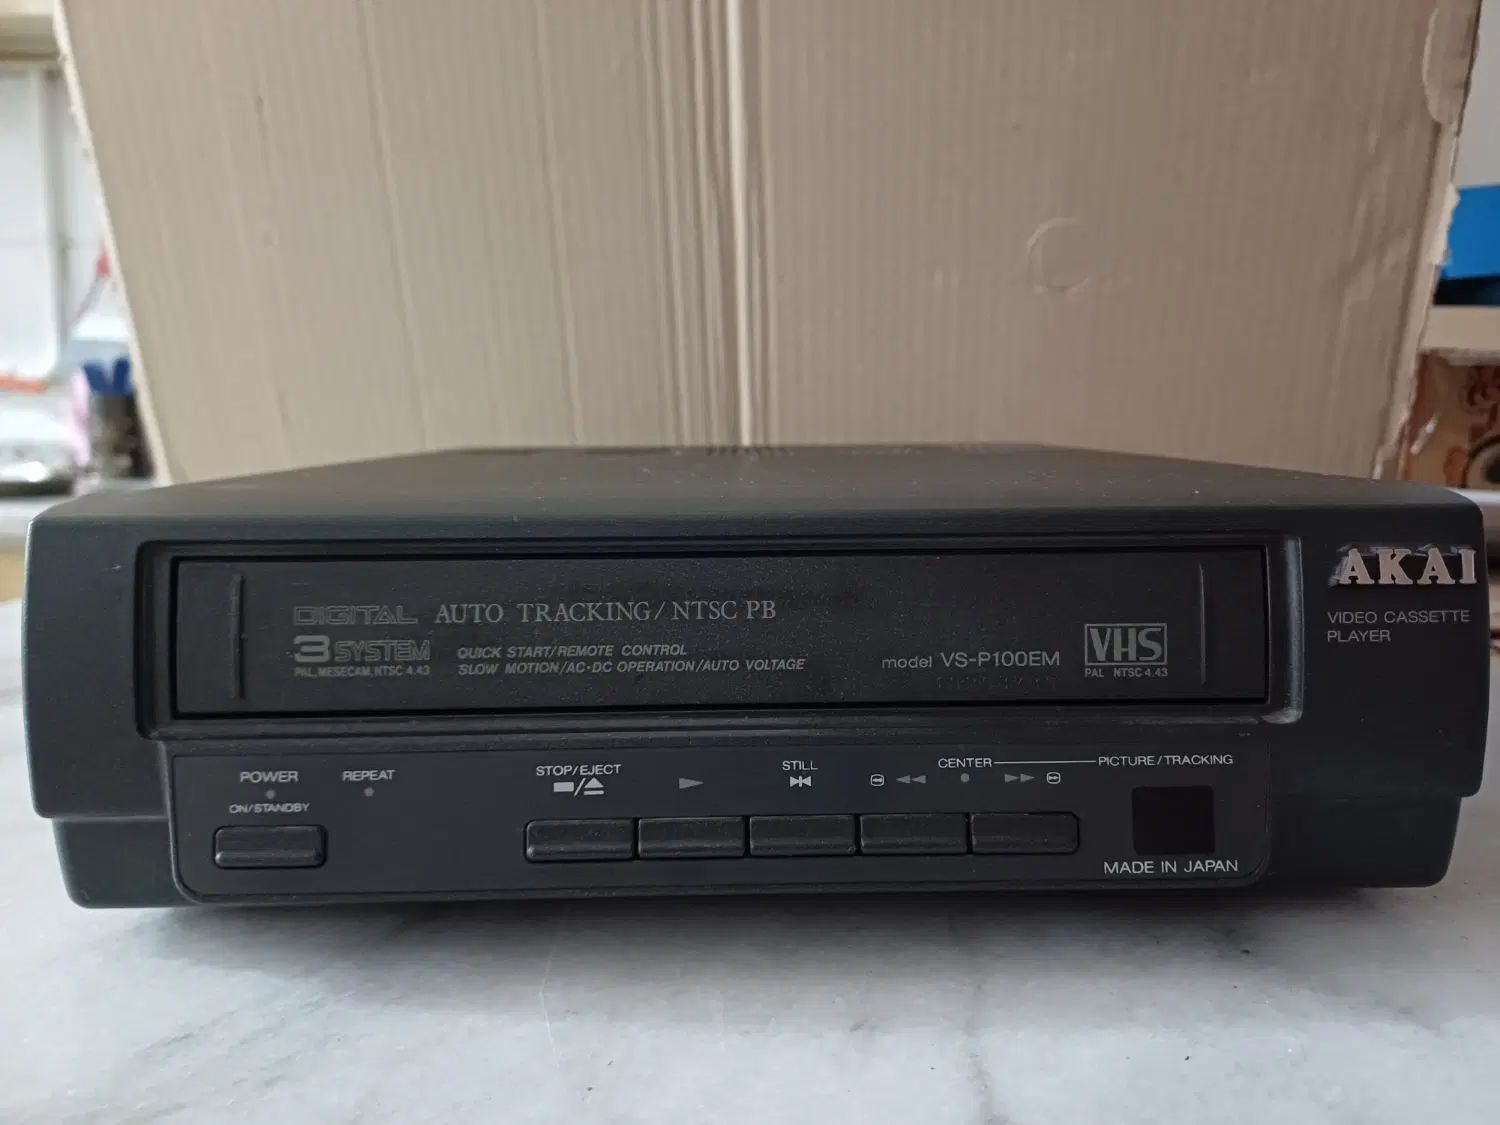 AKAI
VIDEO CASSETTE
PLAYER
DIGITAL AUTO TRACKING/NTSC PB
3 SYSTEM
PAL, MESECAM, NTSC 4.43
QUICK START/REMOTE CONTROL
SLOW MOTION/AC·DC OPERATION/AUTO VOLTAGE
model VS-P100EM
VHS
PAL NTSC 4.43
POWER
ON/STANDBY
REPEAT
STOP/EJECT
STILL
CENTER
PICTURE/TRACKING
MADE IN JAPAN